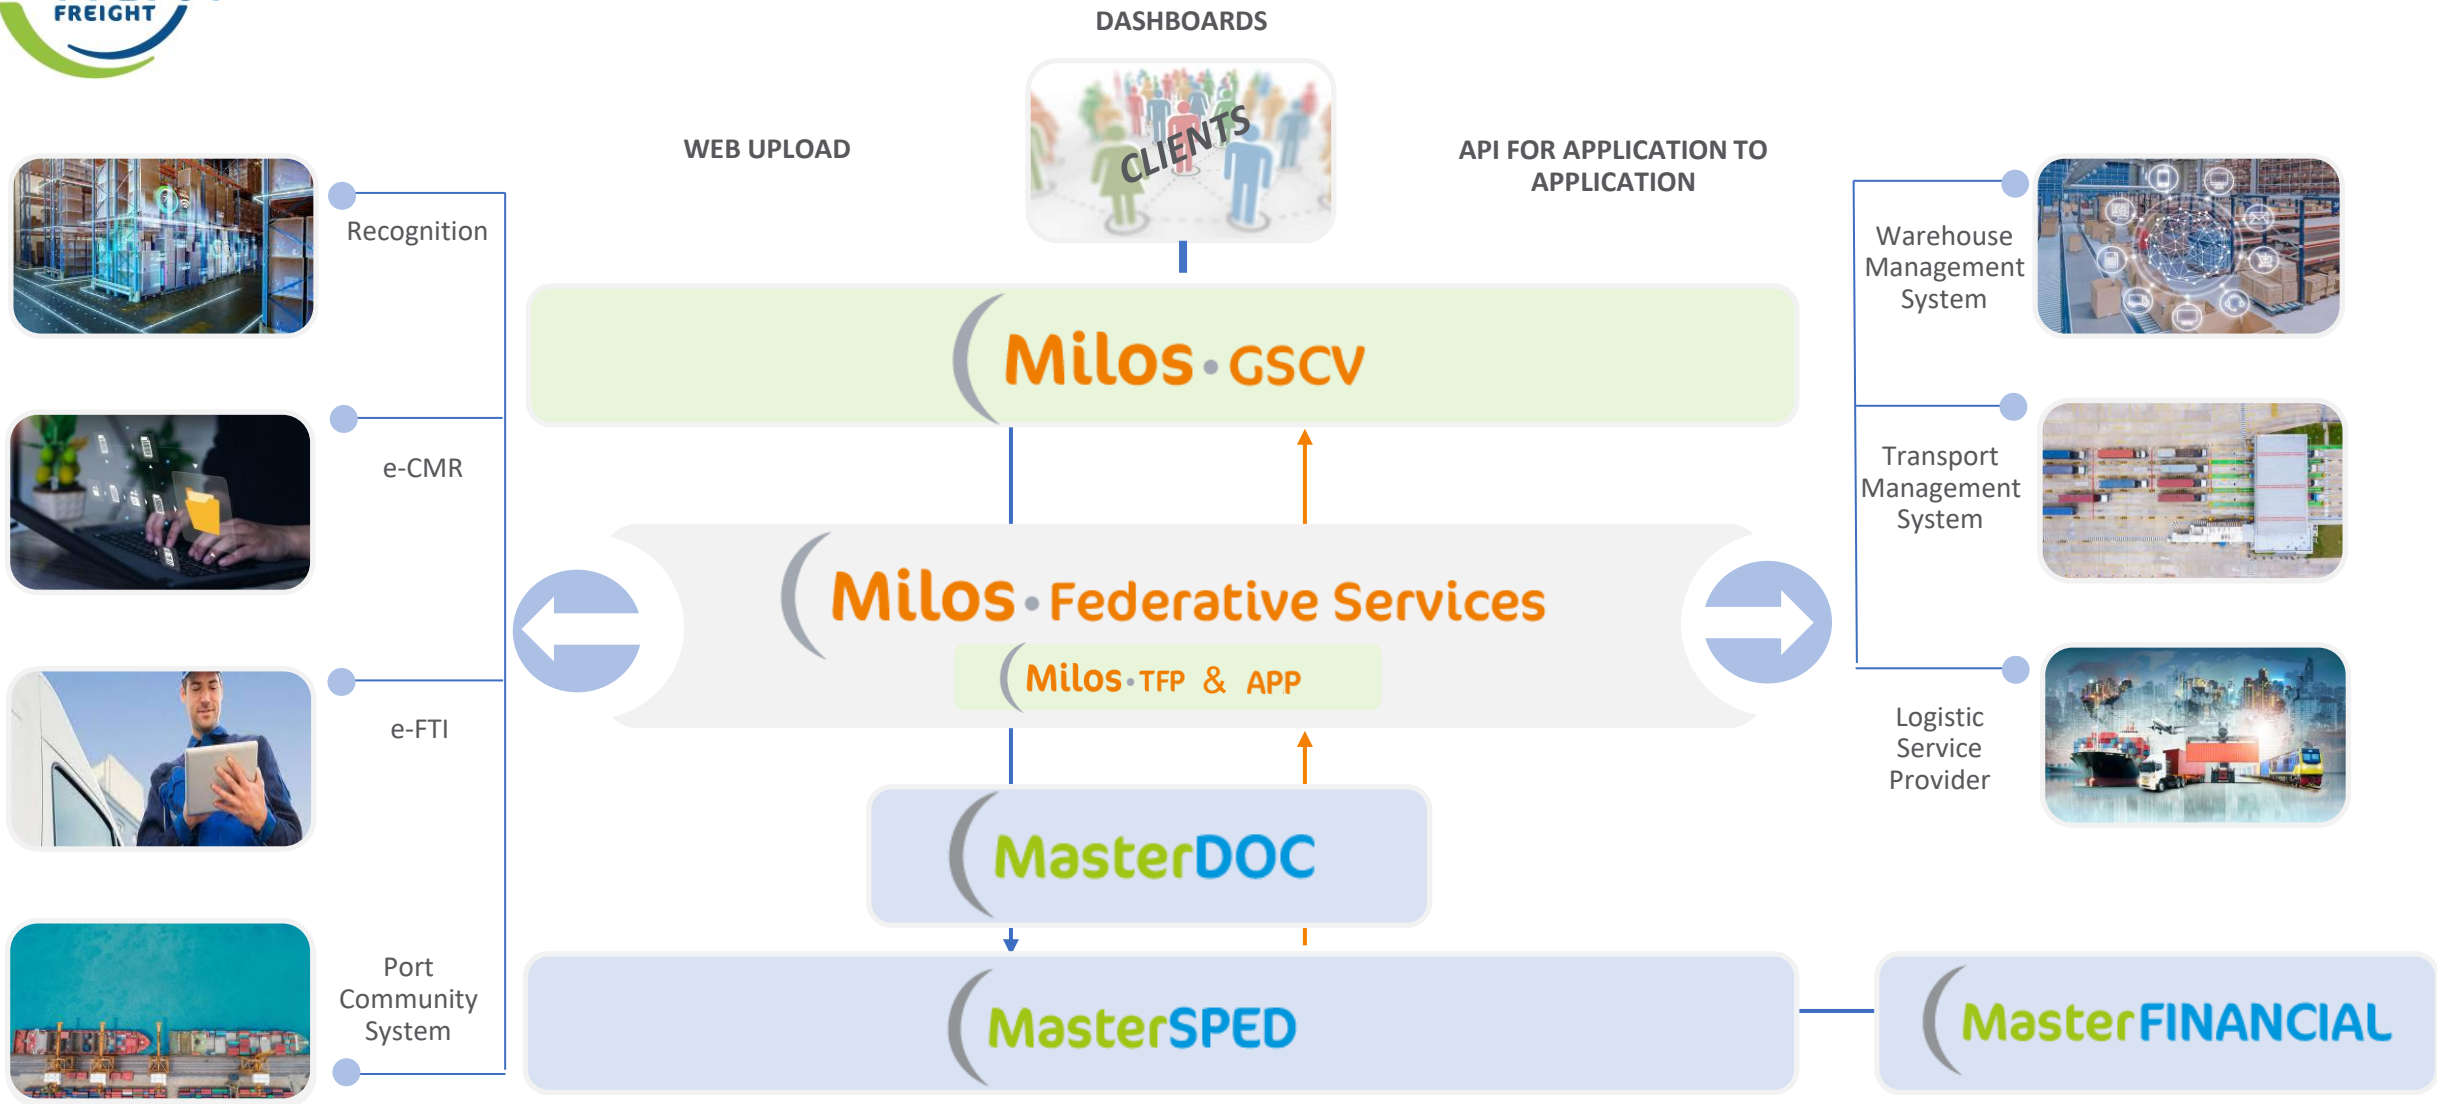 FREIGHT
DASHBOARDS
CLIENTS
WEB UPLOAD
API FOR APPLICATION TO
APPLICATION
Recognition
Warehouse
Management
System
Milos · GSCV
e-CMR
Transport
Management
System
Milos · Federative Services
Milos · TFP & APP
e-FTI
Logistic
Service
Provider
MasterDOC
Port
Community
System
MasterSPED
MasterFINANCIAL